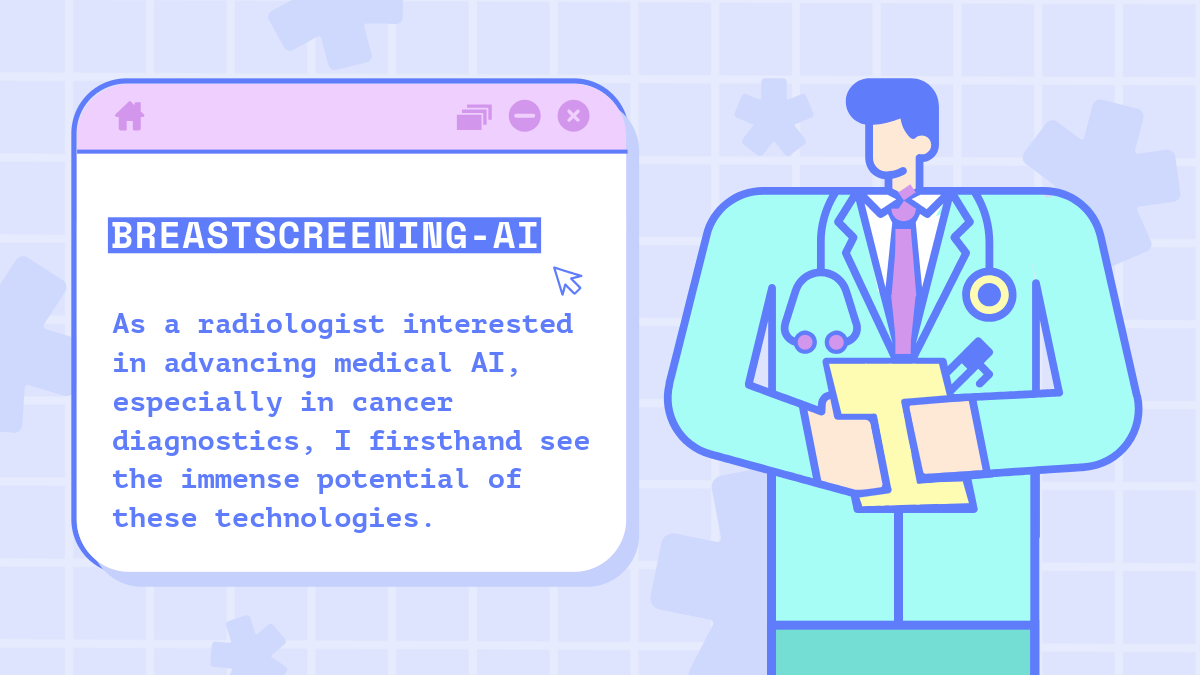 BREASTSCREENING-AI
As a radiologist interested
in advancing medical AI,
especially in cancer
diagnostics, I firsthand see
the immense potential of
these technologies.